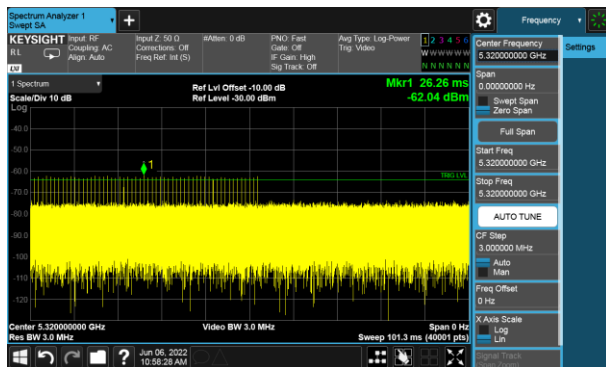 Spectrum Analyzer 1
Swept SA
+
Frequency
KEYSIGHT
RL
LXI
Input: RF
Coupling: AC
Align: Auto
Input Z: 50 Ω
Corrections: Off
Freq Ref: Int (S)
#Atten: 0 dB
PNO: Fast
Gate: Off
IF Gain: High
Sig Track: Off
Avg Type: Log-Power
Trig: Video
1 2 3 4 5 6
W W W W W W
N N N N N N
1 Spectrum
Scale/Div 10 dB
Log
Ref Lvl Offset -10.00 dB
Ref Level -30.00 dBm
Mkr1 26.26 ms
-62.04 dBm
-40.0
-50.0
-60.0
-70.0
-80.0
-90.0
-100
-110
-120
1
TRIG LVL
Center 5.320000000 GHz
Res BW 3.0 MHz
Video BW 3.0 MHz
Span 0 Hz
Sweep 101.3 ms (40001 pts)
Center Frequency
5.320000000 GHz
Settings
Span
0.00000000 Hz
Swept Span
Zero Span
Full Span
Start Freq
5.320000000 GHz
Stop Freq
5.320000000 GHz
AUTO TUNE
CF Step
3.000000 MHz
Auto
Man
Freq Offset
0 Hz
X Axis Scale
Log
Lin
Signal Track
(Span Zoom)
?
Jun 06, 2022
10:58:28 AM